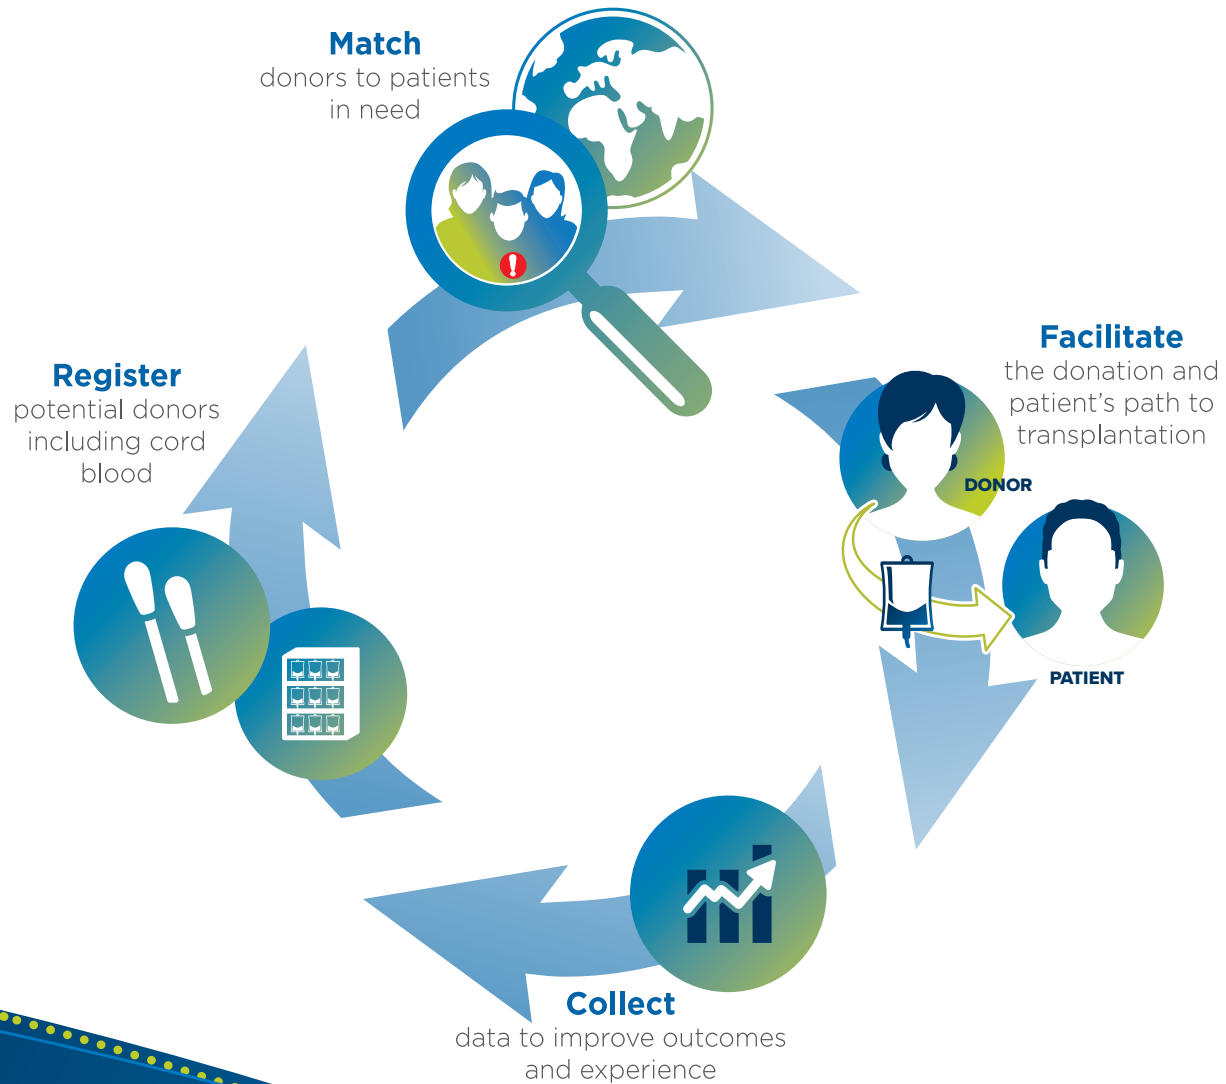 Match
donors to patients
in need
Facilitate
the donation and
patient's path to
transplantation
DONOR
PATIENT
Register
potential donors
including cord
blood
Collect
data to improve outcomes
and experience